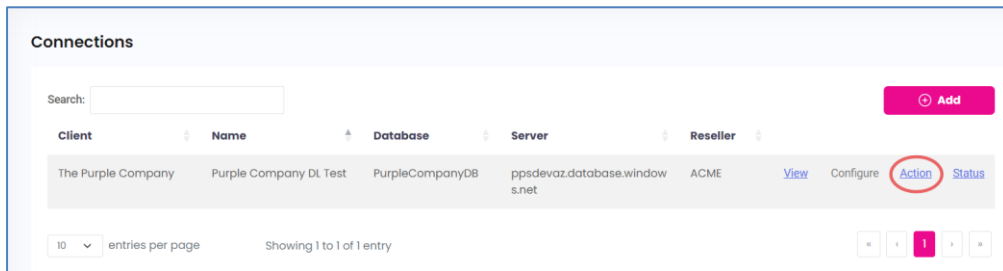 Connections
Search:
Add
Client Name Database Server Reseller
The Purple Company Purple Company DL Test PurpleCompanyDB ppsdevaz.database.window ACME View Configure Action Status
s.net
10 entries per page Showing 1 to 1 of 1 entry « ‹ 1 › »